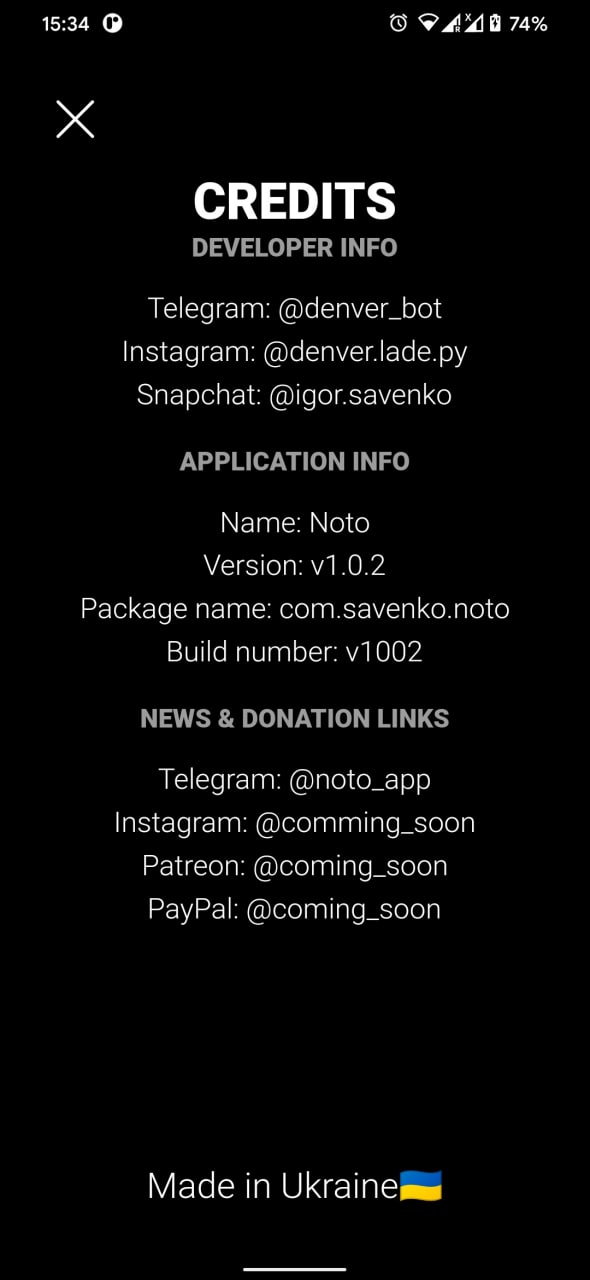 15:34 74%
CREDITS
DEVELOPER INFO
Telegram: @denver_bot
Instagram: @denver.lade.py
Snapchat: @igor.savenko
APPLICATION INFO
Name: Noto
Version: v1.0.2
Package name: com.savenko.noto
Build number: v1002
NEWS & DONATION LINKS
Telegram: @noto_app
Instagram: @comming_soon
Patreon: @coming_soon
PayPal: @coming_soon
Made in Ukraine🇺🇦